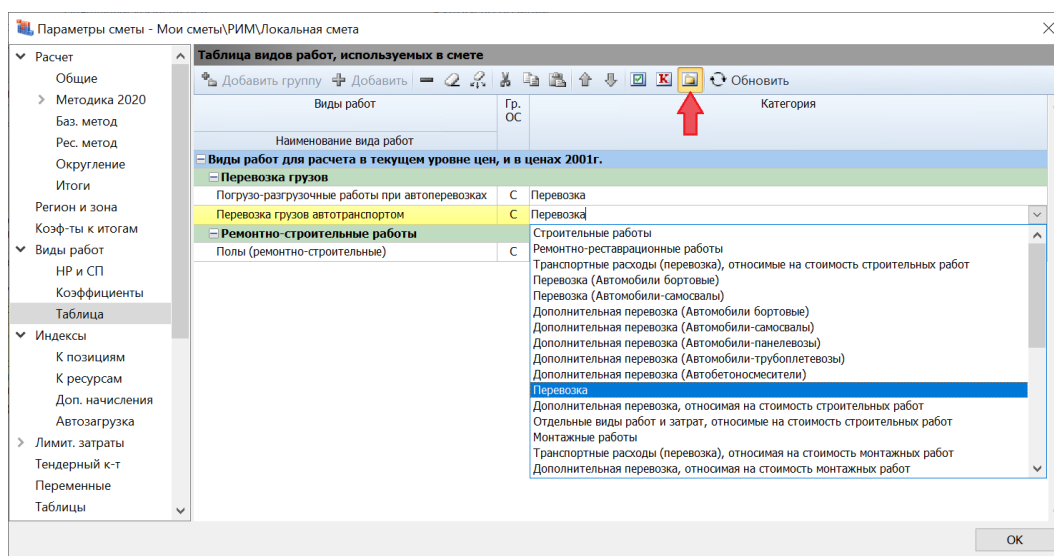 Параметры сметы - Мои сметы\РИМ\Локальная смета
Расчет
Общие
Методика 2020
Баз. метод
Рес. метод
Округление
Итоги
Регион и зона
Коэф-ты к итогам
Виды работ
НР и СП
Коэффициенты
Таблица
Индексы
К позициям
К ресурсам
Доп. начисления
Автозагрузка
Лимит. затраты
Тендерный к-т
Переменные
Таблицы
Таблица видов работ, используемых в смете
Добавить группу Добавить К Обновить
Виды работ Гр. ОС Категория
Наименование вида работ
Виды работ для расчета в текущем уровне цен, и в ценах 2001г.
Перевозка грузов
Погрузо-разгрузочные работы при автоперевозках С Перевозка
Перевозка грузов автотранспортом С Перевозка
Ремонтно-строительные работы
Полы (ремонтно-строительные) С
Строительные работы
Ремонтно-реставрационные работы
Транспортные расходы (перевозка), относимые на стоимость строительных работ
Перевозка (Автомобили бортовые)
Перевозка (Автомобили-самосвалы)
Дополнительная перевозка (Автомобили бортовые)
Дополнительная перевозка (Автомобили-самосвалы)
Дополнительная перевозка (Автомобили-панелевозы)
Дополнительная перевозка (Автомобили-трубоплетевозы)
Дополнительная перевозка (Автобетоносмесители)
Перевозка
Дополнительная перевозка, относимая на стоимость строительных работ
Отдельные виды работ и затрат, относимые на стоимость строительных работ
Монтажные работы
Транспортные расходы (перевозка), относимая на стоимость монтажных работ
Дополнительная перевозка, относимая на стоимость монтажных работ
ОК